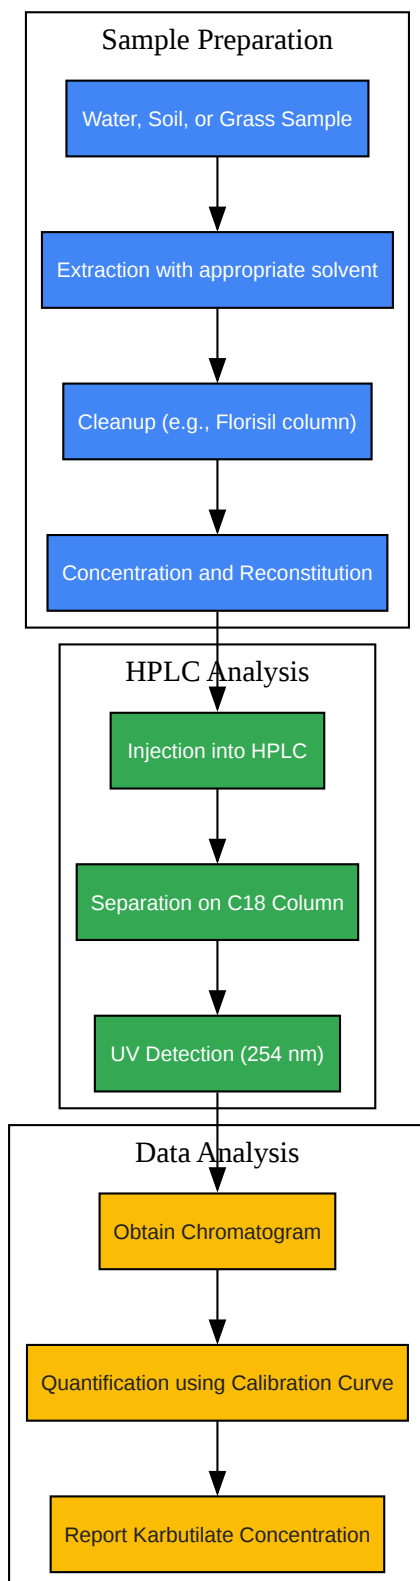 Sample Preparation
Water, Soil, or Grass Sample
Extraction with appropriate solvent
Cleanup (e.g., Florisil column)
Concentration and Reconstitution
HPLC Analysis
Injection into HPLC
Separation on C18 Column
UV Detection (254 nm)
Data Analysis
Obtain Chromatogram
Quantification using Calibration Curve
Report Karbutilate Concentration